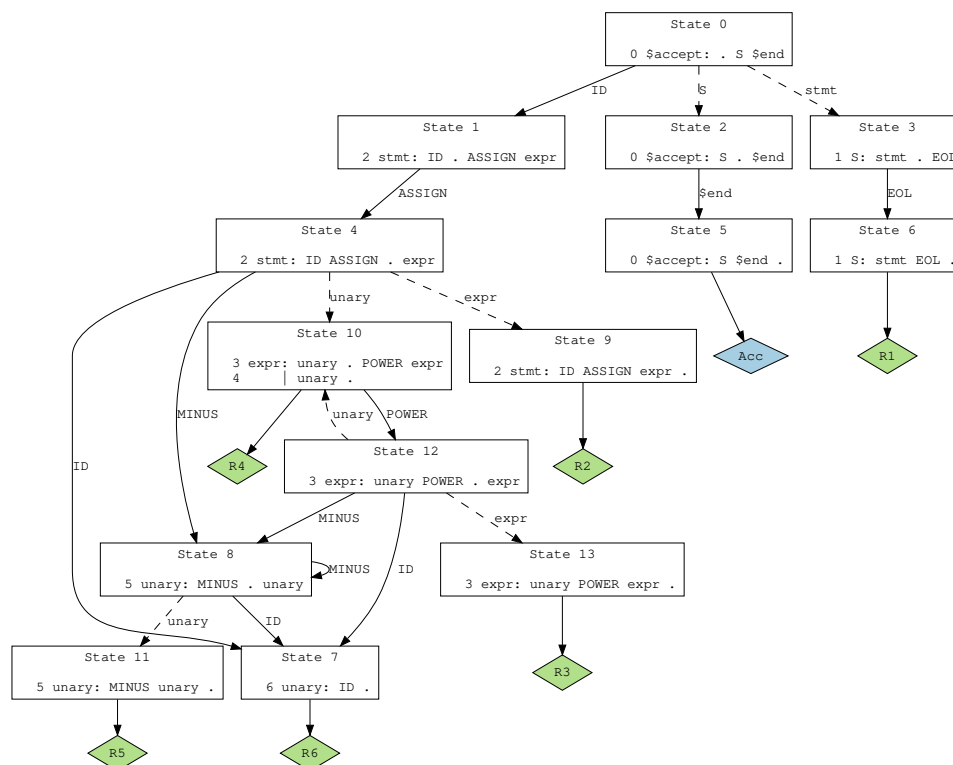 State 0
0 $accept: . S $end
ID
S
stmt
State 1
2 stmt: ID . ASSIGN expr
State 2
0 $accept: S . $end
State 3
1 S: stmt . EOL
ASSIGN
$end
EOL
State 4
2 stmt: ID ASSIGN . expr
State 5
0 $accept: S $end .
State 6
1 S: stmt EOL .
unary
expr
State 10
3 expr: unary . POWER expr
4 | unary .
State 9
2 stmt: ID ASSIGN expr .
Acc
R1
MINUS
unary
POWER
ID
R4
State 12
3 expr: unary POWER . expr
R2
MINUS
expr
State 8
5 unary: MINUS . unary
MINUS
ID
State 13
3 expr: unary POWER expr .
unary
ID
State 11
5 unary: MINUS unary .
State 7
6 unary: ID .
R3
R5
R6